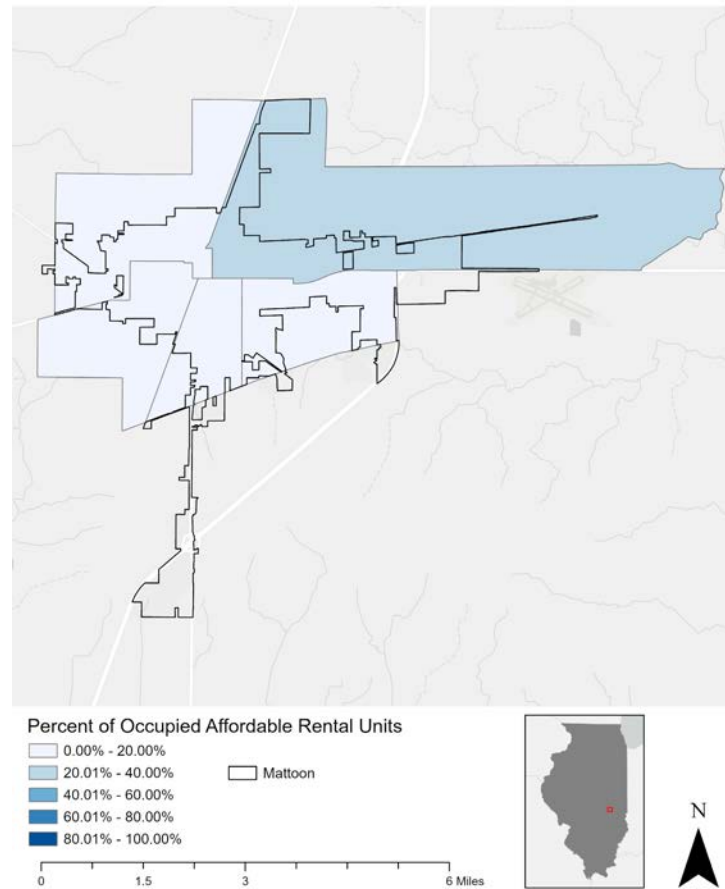 Percent of Occupied Affordable Rental Units
0.00% - 20.00%
20.01% - 40.00%
40.01% - 60.00%
60.01% - 80.00%
80.01% - 100.00%
Mattoon
N
0 1.5 3 6 Miles